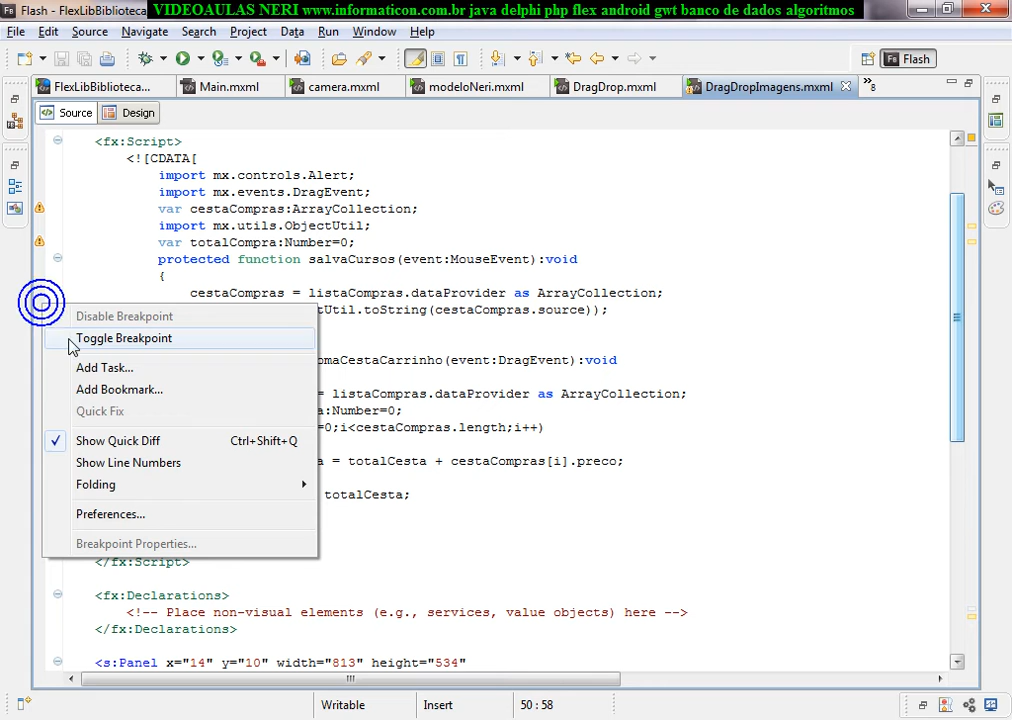 Flash - FlexLibBiblioteca
VIDEOAULAS NERI www.informaticon.com.br java delphi php flex android gwt banco de dados algoritmos
File Edit Source Navigate Search Project Data Run Window Help
Flash
FlexLibBiblioteca... Main.mxml camera.mxml modeloNeri.mxml DragDrop.mxml DragDropImagens.mxml »8
Source Design
<fx:Script>
<![CDATA[
import mx.controls.Alert;
import mx.events.DragEvent;
var cestaCompras:ArrayCollection;
import mx.utils.ObjectUtil;
var totalCompra:Number=0;
protected function salvaCursos(event:MouseEvent):void
{
cestaCompras = listaCompras.dataProvider as ArrayCollection;
Util.toString(cestaCompras.source));
omaCestaCarrinho(event:DragEvent):void
= listaCompras.dataProvider as ArrayCollection;
a:Number=0;
=0;i<cestaCompras.length;i++)
a = totalCesta + cestaCompras[i].preco;
totalCesta;
</fx:Script>
<fx:Declarations>
<!-- Place non-visual elements (e.g., services, value objects) here -->
</fx:Declarations>
<s:Panel x="14" y="10" width="813" height="534"
Disable Breakpoint
Toggle Breakpoint
Add Task...
Add Bookmark...
Quick Fix
Show Quick Diff Ctrl+Shift+Q
Show Line Numbers
Folding
Preferences...
Breakpoint Properties...
Writable Insert 50 : 58